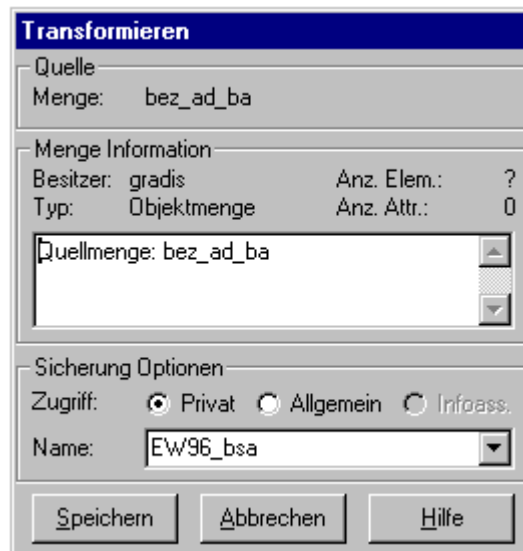 Transformieren
Quelle
Menge: bez_ad_ba
Menge Information
Besitzer: gradis Anz. Elem.: ?
Typ: Objektmenge Anz. Attr.: 0
Quellmenge: bez_ad_ba
Sicherung Optionen
Zugriff: Privat Allgemein Infoass.
Name: EW96_bsa
Speichern Abbrechen Hilfe